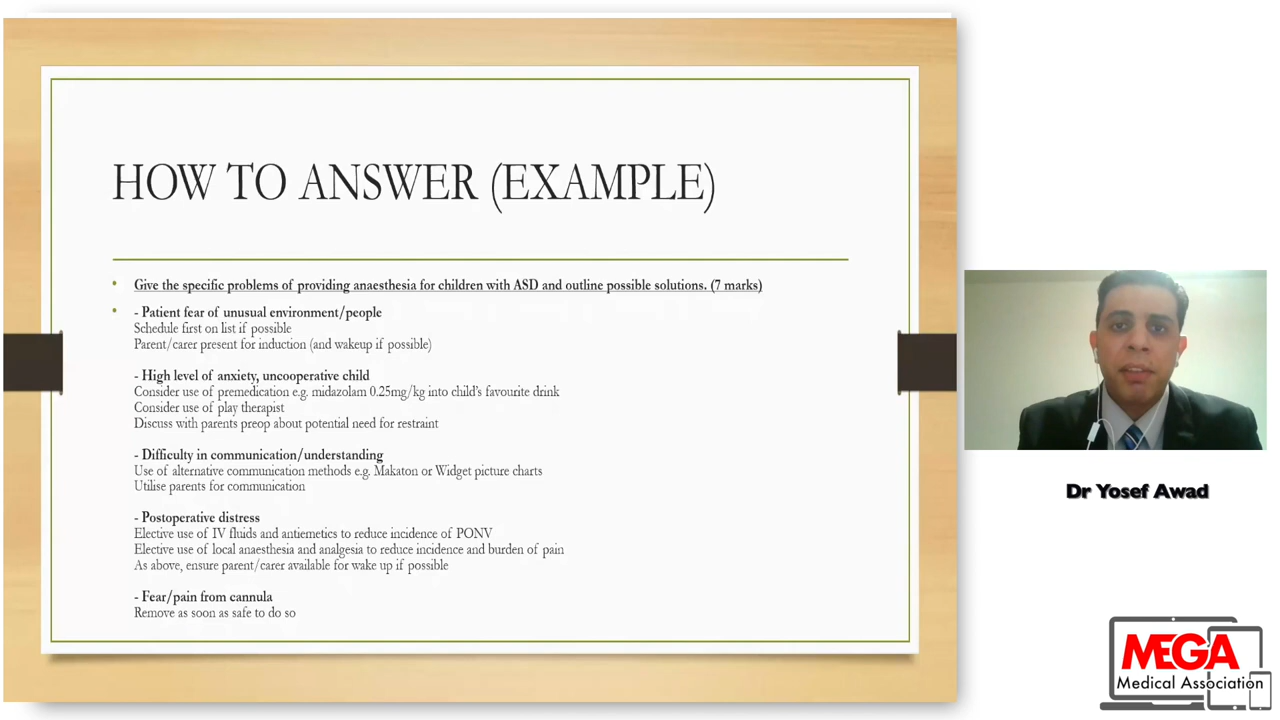 HOW TO ANSWER (EXAMPLE)
• Give the specific problems of providing anaesthesia for children with ASD and outline possible solutions. (7 marks)
• - Patient fear of unusual environment/people
Schedule first on list if possible
Parent/carer present for induction (and wakeup if possible)
- High level of anxiety, uncooperative child
Consider use of premedication e.g. midazolam 0.25mg/kg into child's favourite drink
Consider use of play therapist
Discuss with parents preop about potential need for restraint
- Difficulty in communication/understanding
Use of alternative communication methods e.g. Makaton or Widget picture charts
Utilise parents for communication
- Postoperative distress
Elective use of IV fluids and antiemetics to reduce incidence of PONV
Elective use of local anaesthesia and analgesia to reduce incidence and burden of pain
As above, ensure parent/carer available for wake up if possible
- Fear/pain from cannula
Remove as soon as safe to do so
Dr Yosef Awad
MEGA
Medical Association